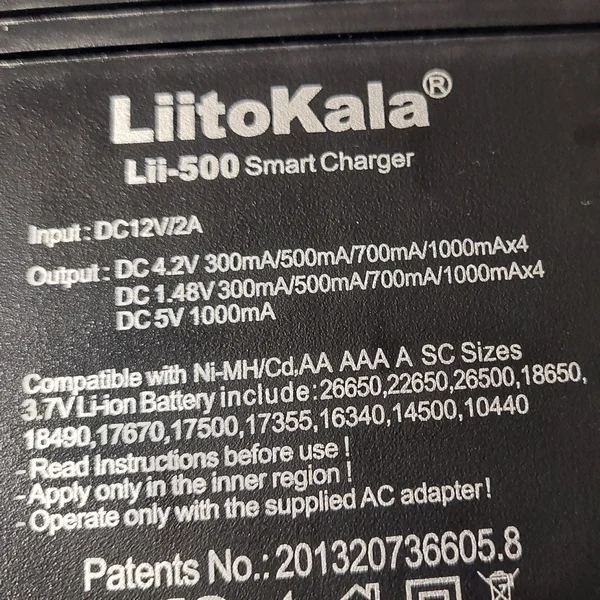 LiitoKala®
Lii-500 Smart Charger
Input : DC12V/2A
Output : DC 4.2V 300mA/500mA/700mA/1000mAx4
DC 1.48V 300mA/500mA/700mA/1000mAx4
DC 5V 1000mA
Compatible with Ni-MH/Cd,AA AAA A SC Sizes
3.7V Li-ion Battery include:26650,22650,26500,18650,
18490,17670,17500,17355,16340,14500,10440
-Read Instructions before use !
-Apply only in the inner region !
-Operate only with the supplied AC adapter!
Patents No.: 201320736605.8